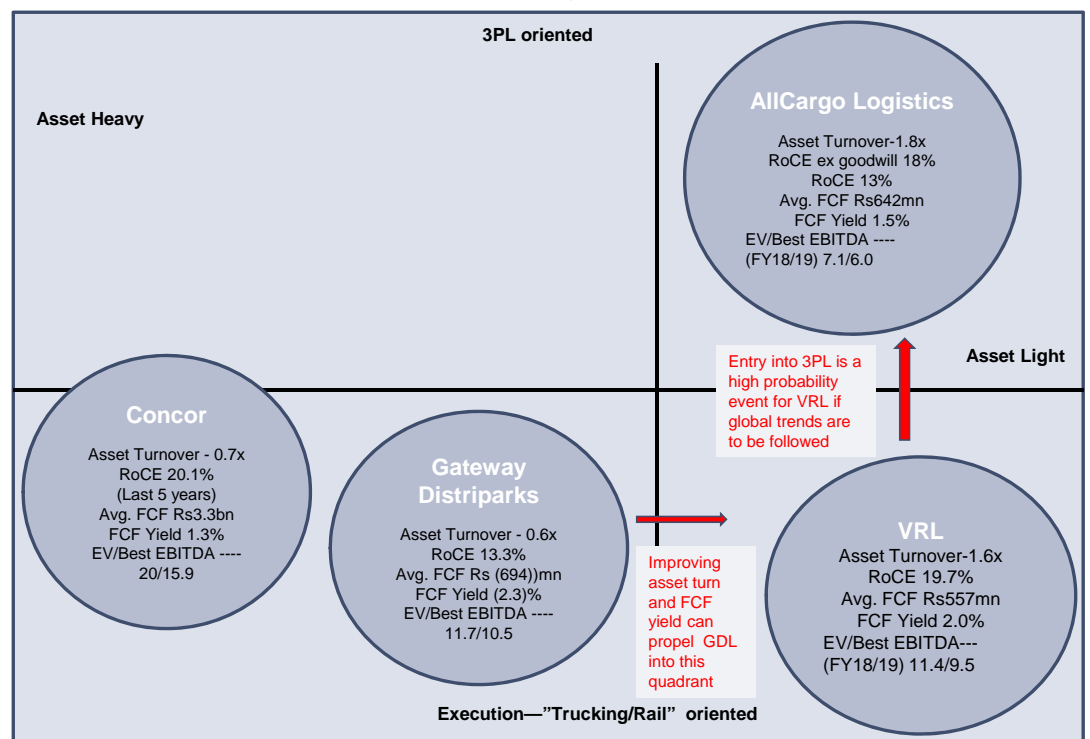 3PL oriented
Asset Heavy
AllCargo Logistics
Asset Turnover-1.8x
RoCE ex goodwill 18%
RoCE 13%
Avg. FCF Rs642mn
FCF Yield 1.5%
EV/Best EBITDA ----
(FY18/19) 7.1/6.0
Asset Light
Entry into 3PL is a
high probability
event for VRL if
global trends are
to be followed
Concor
Asset Turnover - 0.7x
RoCE 20.1%
(Last 5 years)
Avg. FCF Rs3.3bn
FCF Yield 1.3%
EV/Best EBITDA ----
20/15.9
Gateway
Distriparks
Asset Turnover - 0.6x
RoCE 13.3%
Avg. FCF Rs (694))mn
FCF Yield (2.3)%
EV/Best EBITDA ----
11.7/10.5
Improving
asset turn
and FCF
yield can
propel GDL
into this
quadrant
VRL
Asset Turnover-1.6x
RoCE 19.7%
Avg. FCF Rs557mn
FCF Yield 2.0%
EV/Best EBITDA---
(FY18/19) 11.4/9.5
Execution—”Trucking/Rail” oriented